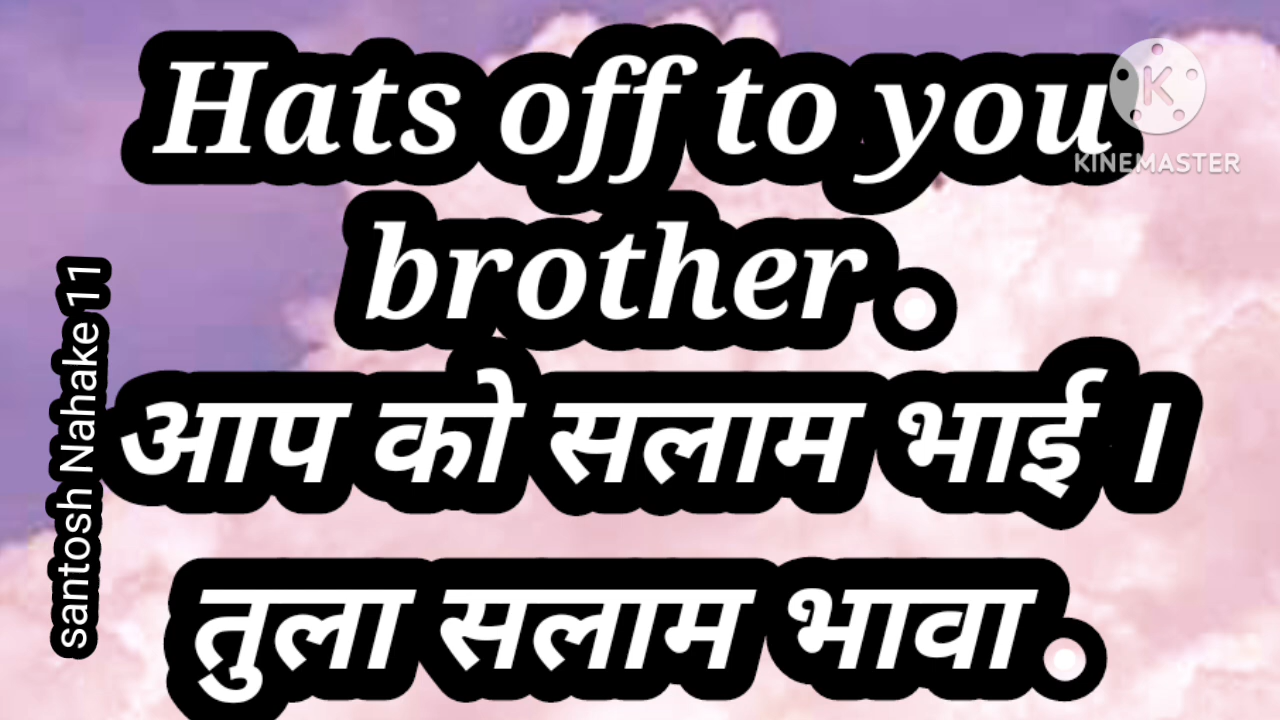 Hats off to you
brother.
आप को सलाम भाई ।
तुला सलाम भावा.
santosh Nahake 11
KINEMASTER